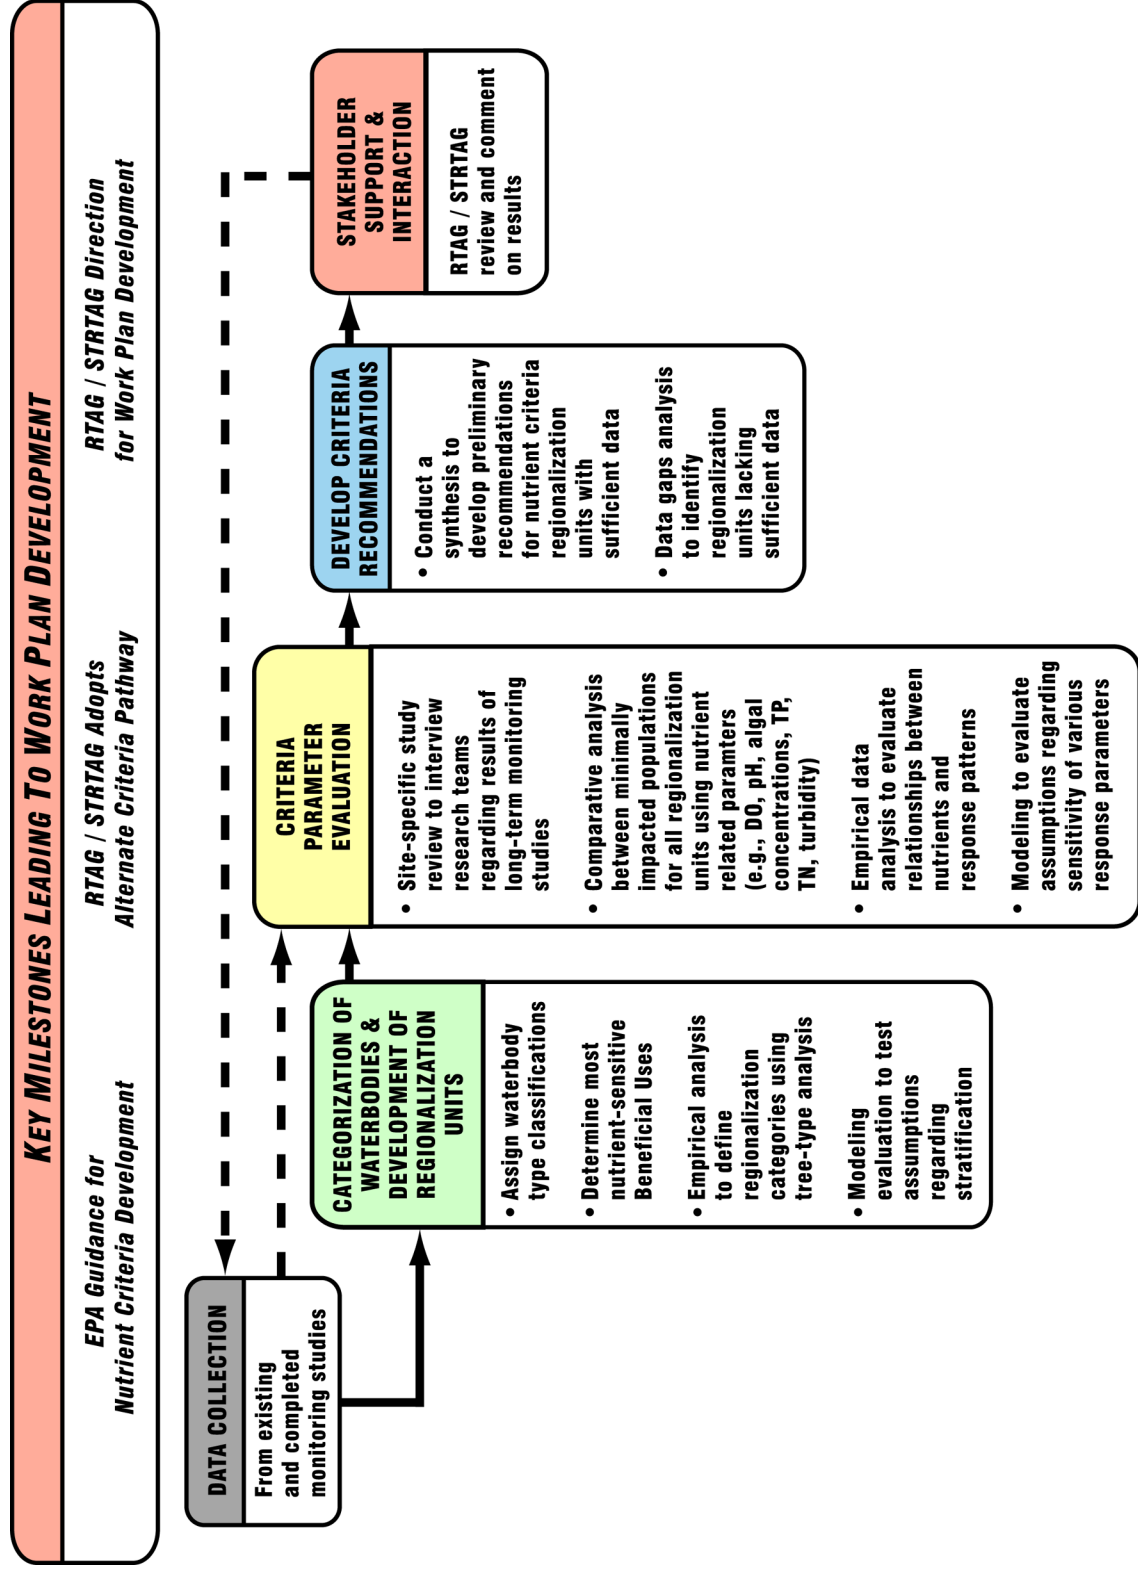 KEY MILESTONES LEADING TO WORK PLAN DEVELOPMENT
EPA Guidance for
Nutrient Criteria Development
RTAG / STRTAG Adopts
Alternate Criteria Pathway
RTAG / STRTAG Direction
for Work Plan Development
DATA COLLECTION
From existing
and completed
monitoring studies
CATEGORIZATION OF
WATERBODIES &
DEVELOPMENT OF
REGIONALIZATION
UNITS
• Assign waterbody
type classifications
• Determine most
nutrient-sensitive
Beneficial Uses
• Empirical analysis
to define
regionalization
categories using
tree-type analysis
• Modeling
evaluation to test
assumptions
regarding
stratification
CRITERIA
PARAMETER
EVALUATION
• Site-specific study
review to interview
research teams
regarding results of
long-term monitoring
studies
• Comparative analysis
between minimally
impacted populations
for all regionalization
units using nutrient
related paramters
(e.g., DO, pH, algal
concentrations, TP,
TN, turbidity)
• Empirical data
analysis to evaluate
relationships between
nutrients and
response patterns
• Modeling to evaluate
assumptions regarding
sensitivity of various
response parameters
DEVELOP CRITERIA
RECOMMENDATIONS
• Conduct a
synthesis to
develop preliminary
recommendations
for nutrient criteria
regionalization
units with
sufficient data
• Data gaps analysis
to identify
regionalization
units lacking
sufficient data
STAKEHOLDER
SUPPORT &
INTERACTION
RTAG / STRTAG
review and comment
on results